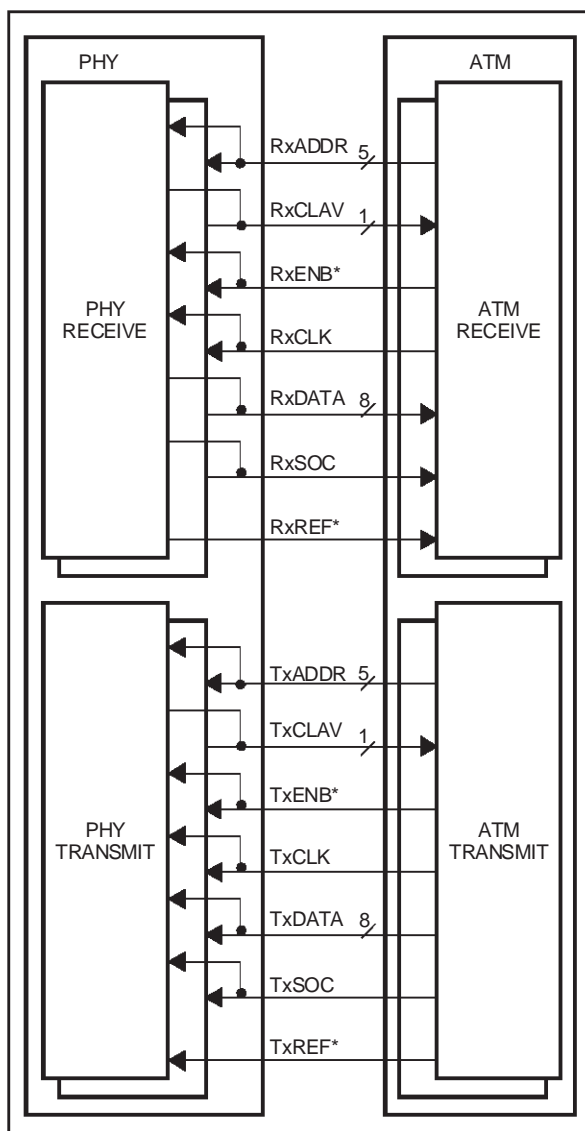 PHY
ATM
RxADDR 5
RxCLAV 1
RxENB*
PHY
RECEIVE
ATM
RECEIVE
RxCLK
RxDATA 8
RxSOC
RxREF*
TxADDR 5
TxCLAV 1
TxENB*
PHY
TRANSMIT
ATM
TRANSMIT
TxCLK
TxDATA 8
TxSOC
TxREF*